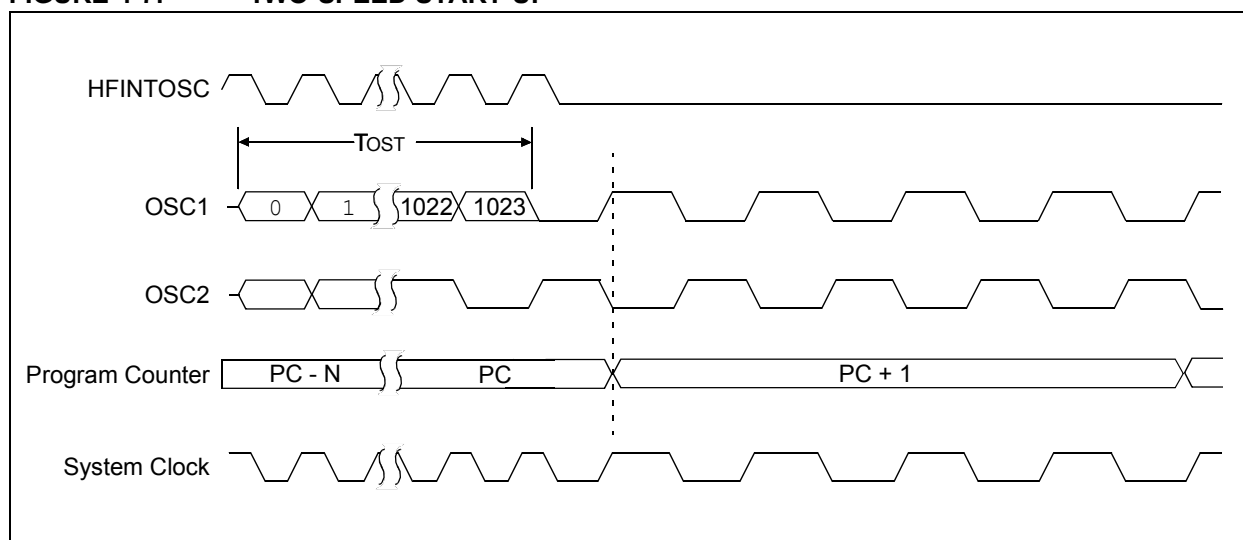 HFINTOSC
TOST
OSC1 0 1 1022 1023
OSC2
Program Counter PC - N PC PC + 1
System Clock